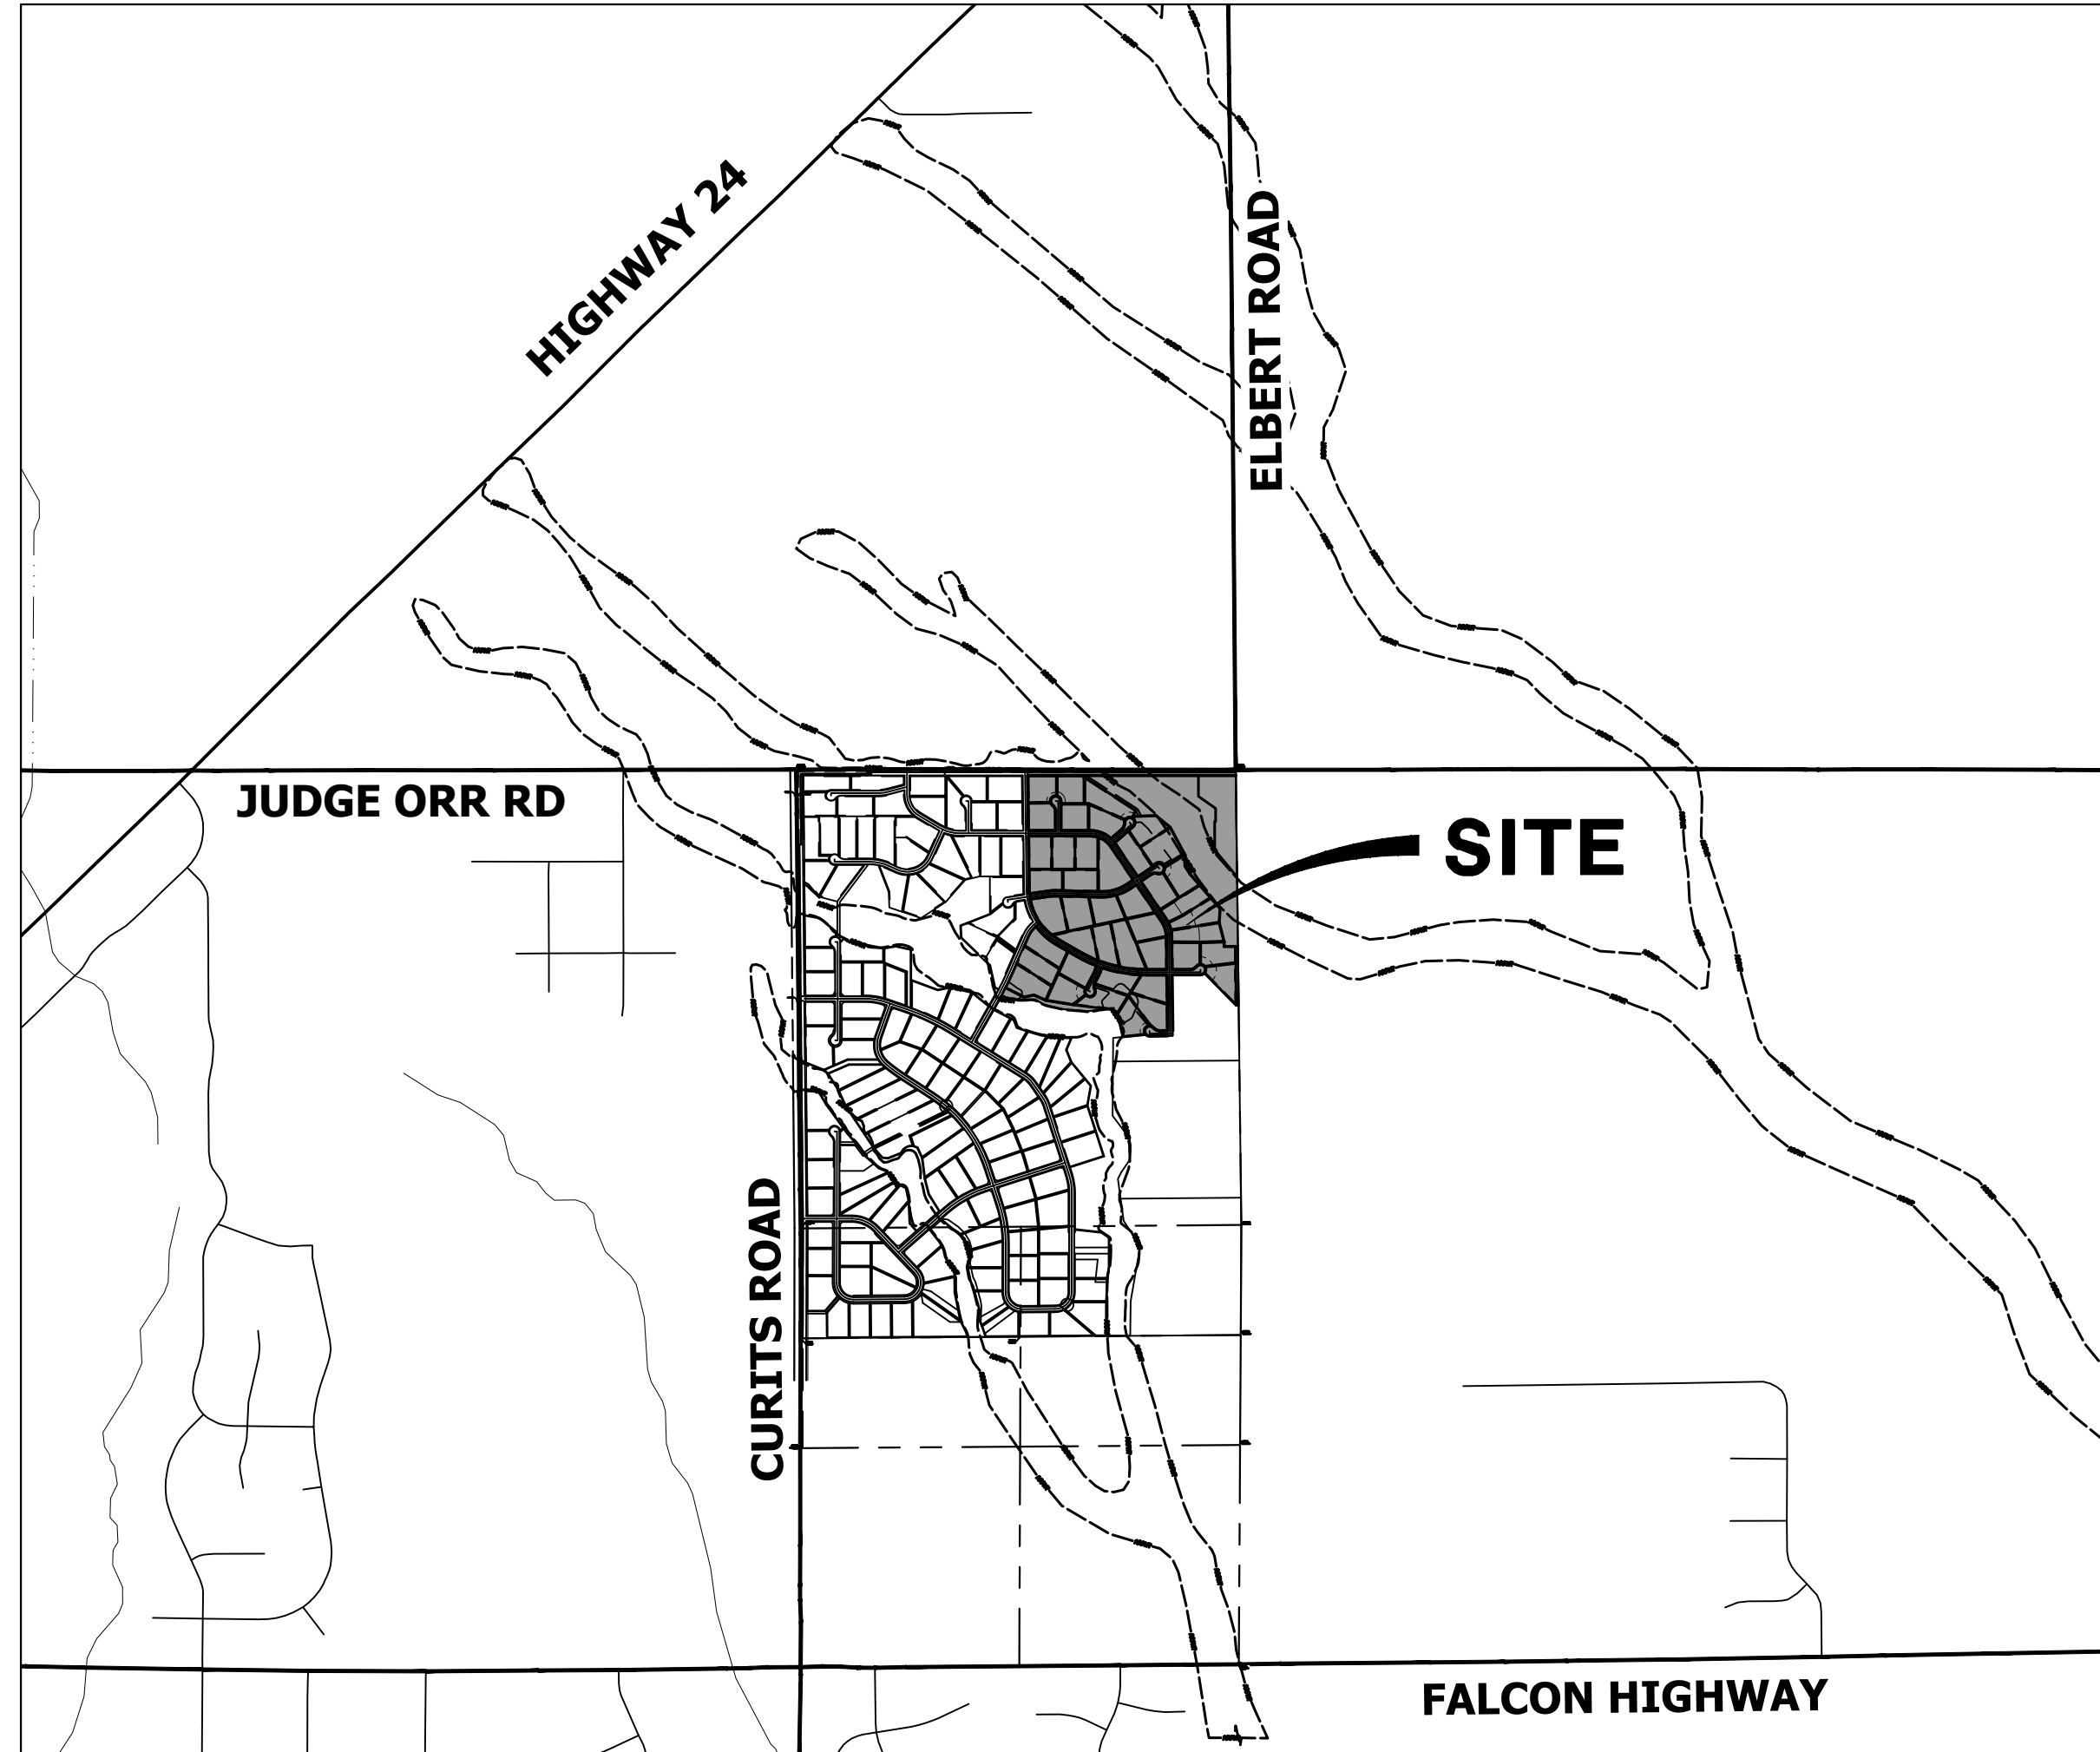 HIGHWAY 24
ELBERT ROAD
JUDGE ORR RD
SITE
CURITS ROAD
FALCON HIGHWAY